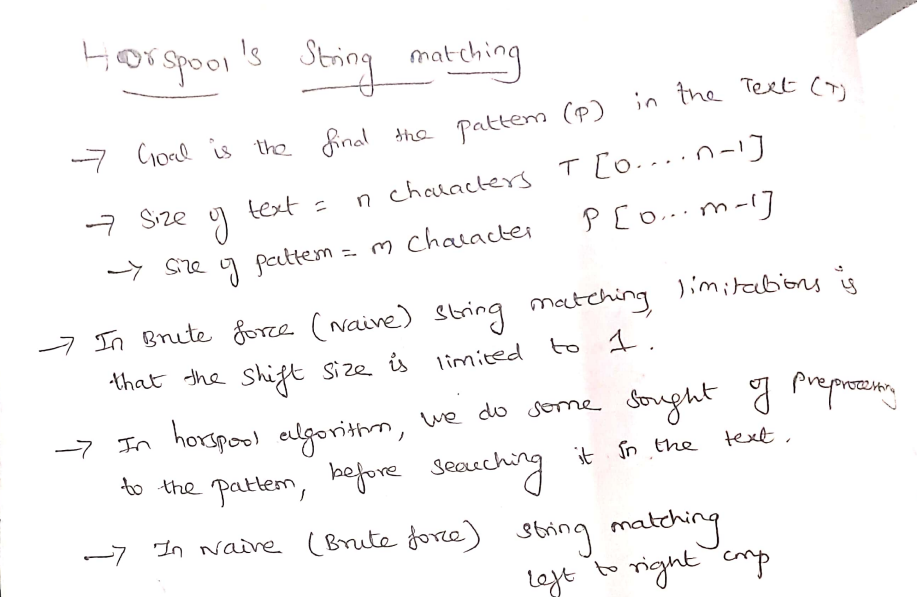 Horspool's String matching
→ Goal is the final the pattern (P) in the Text (T)
→ Size of text = n characters T [0....n-1]
→ size of pattern = m character P [0...m-1]
→ In Brute force (Naive) string matching, limitations is
that the shift size is limited to 1.
→ In horspool algorithm, we do some sought of preprocessing
to the pattern, before searching it in the text.
→ In Naive (Brute force) string matching
left to right cmp